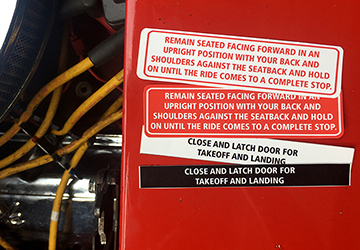 REMAIN SEATED FACING FORWARD IN AN
UPRIGHT POSITION WITH YOUR BACK AND
SHOULDERS AGAINST THE SEATBACK AND HOLD
ON UNTIL THE RIDE COMES TO A COMPLETE STOP.
REMAIN SEATED FACING FORWARD IN AN
UPRIGHT POSITION WITH YOUR BACK AND
SHOULDERS AGAINST THE SEATBACK AND HOLD
ON UNTIL THE RIDE COMES TO A COMPLETE STOP.
CLOSE AND LATCH DOOR FOR
TAKEOFF AND LANDING
CLOSE AND LATCH DOOR FOR
TAKEOFF AND LANDING